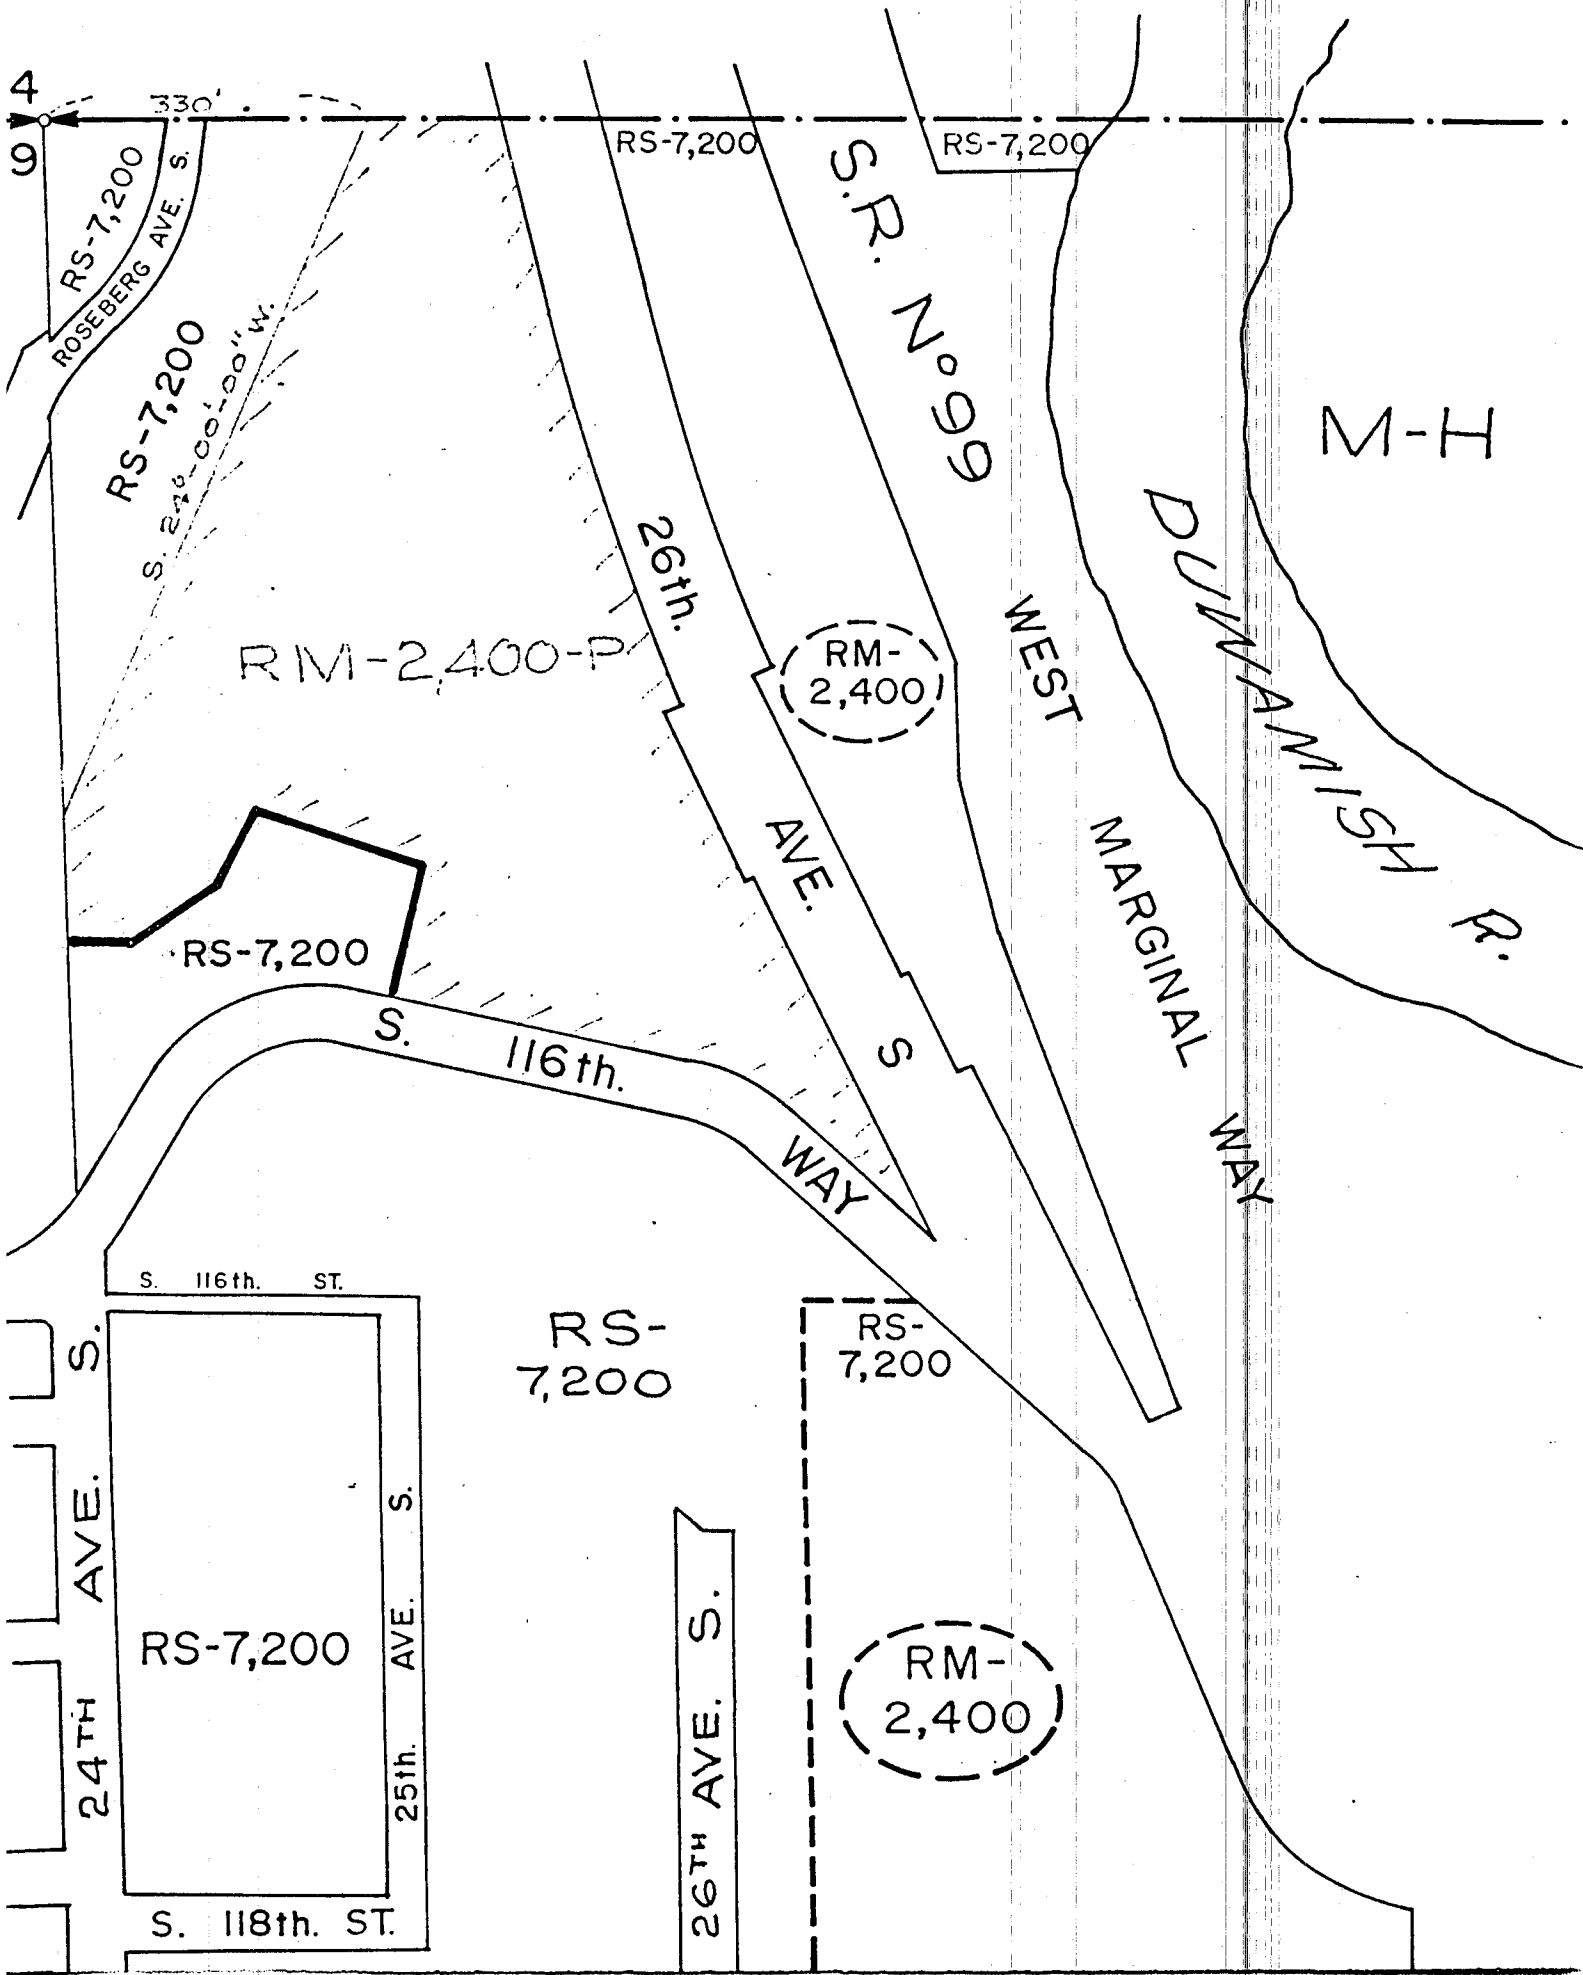 4
330'
9
RS-7,200
ROSEBERG AVE. S.
RS-7,200
RS-7,200
RS-7,200
S. 24°-00'-00" W.
S.R. No 99
M-H
DUWAMISH R.
RM-2,400-P
26th. AVE. S
RM-
2,400
WEST MARGINAL WAY
RS-7,200
S. 116th. WAY
S. 116th. ST.
RS-
7,200
RS-
7,200
24TH AVE. S.
RS-7,200
25th. AVE. S.
26TH AVE. S.
RM-
2,400
S. 118th. ST.